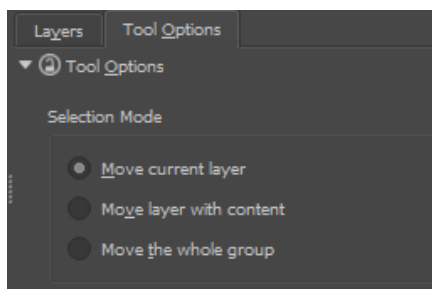 Layers
Tool Options
Tool Options
Selection Mode
Move current layer
Move layer with content
Move the whole group